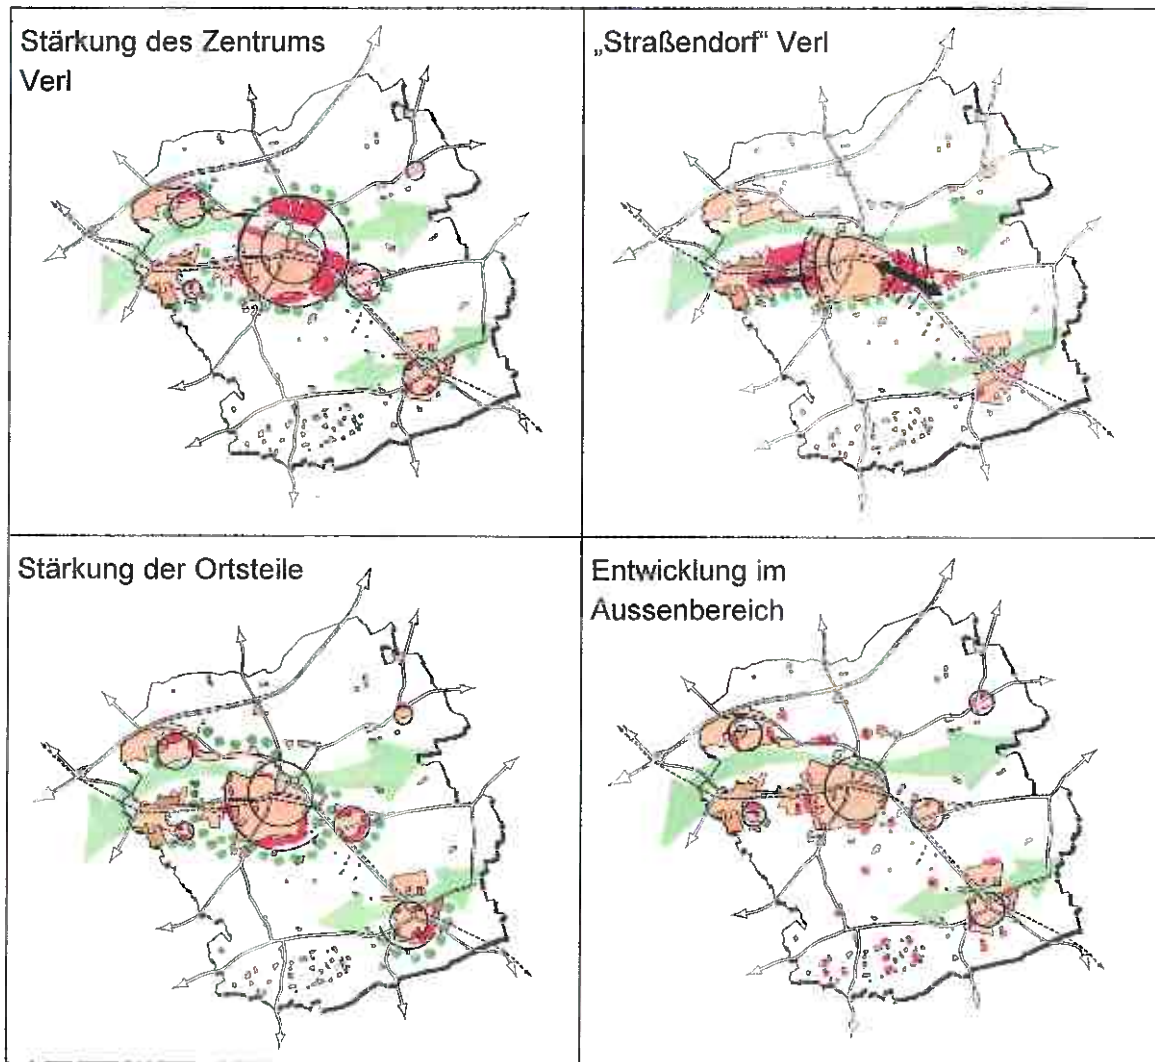 Stärkung des Zentrums
Verl
„Straßendorf“ Verl
Stärkung der Ortsteile
Entwicklung im
Aussenbereich